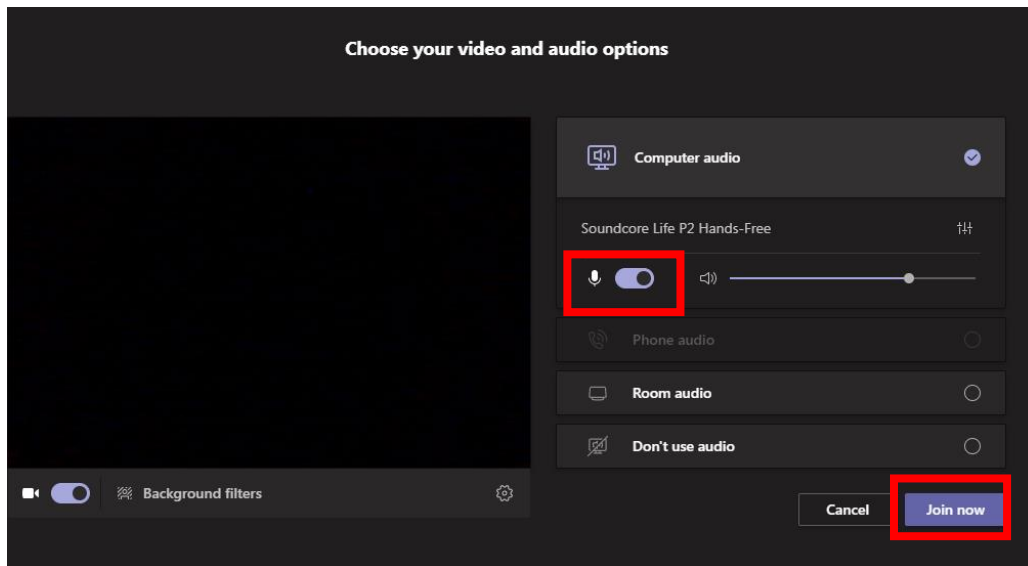 Choose your video and audio options
Computer audio
Soundcore Life P2 Hands-Free
Phone audio
Room audio
Don't use audio
Background filters
Cancel
Join now